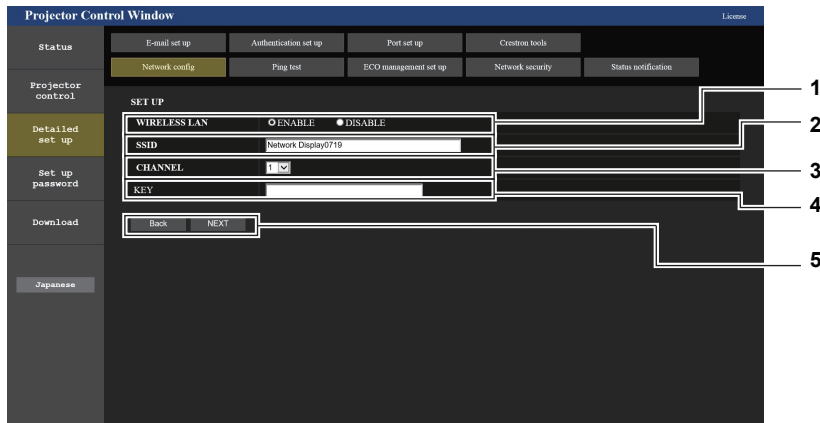 Projector Control Window
License
Status
E-mail set up
Authentication set up
Port set up
Crestron tools
Network config
Ping test
ECO management set up
Network security
Status notification
Projector
control
Detailed
set up
Set up
password
Download
Japanese
SET UP
WIRELESS LAN
ENABLE
DISABLE
SSID
Network Display0719
CHANNEL
1
KEY
Back
NEXT
1
2
3
4
5